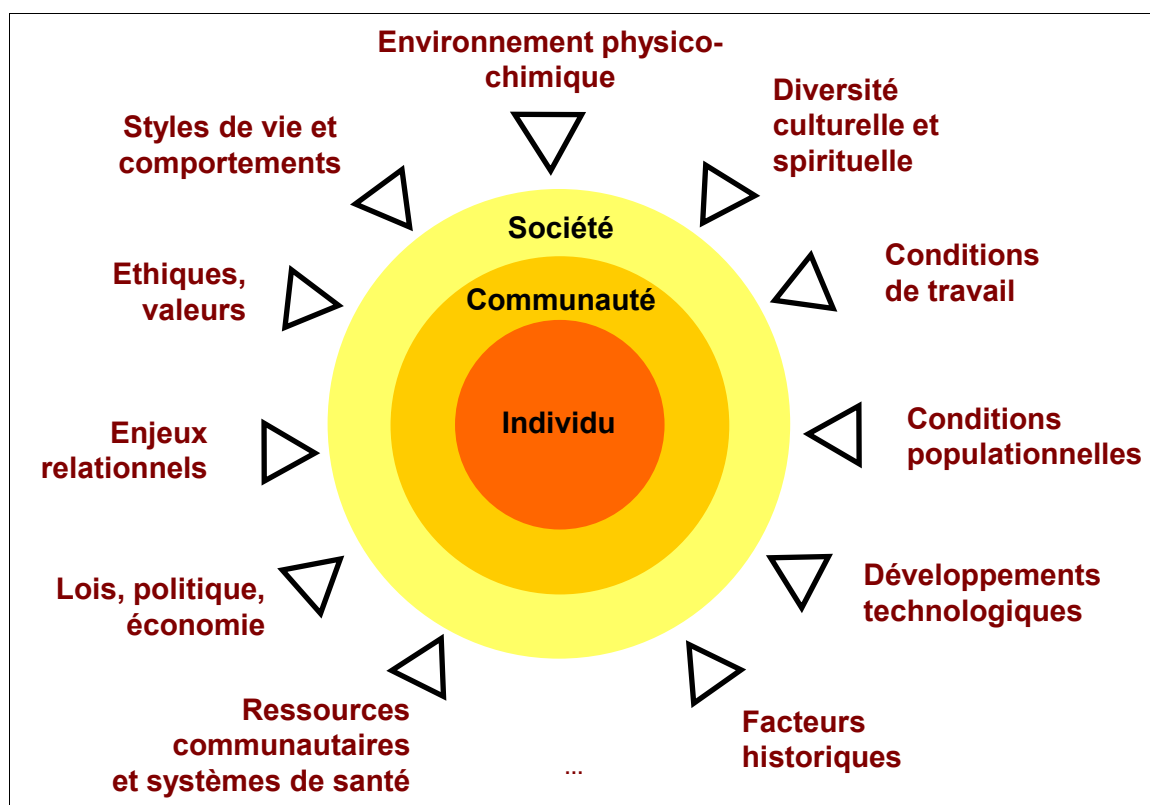 Environnement physico-
chimique
Diversité
culturelle et
spirituelle
Styles de vie et
comportements
Société
Conditions
de travail
Ethiques,
valeurs
Communauté
Individu
Conditions
populationnelles
Enjeux
relationnels
Développements
technologiques
Lois, politique,
économie
Ressources
communautaires
et systèmes de santé
Facteurs
historiques
...